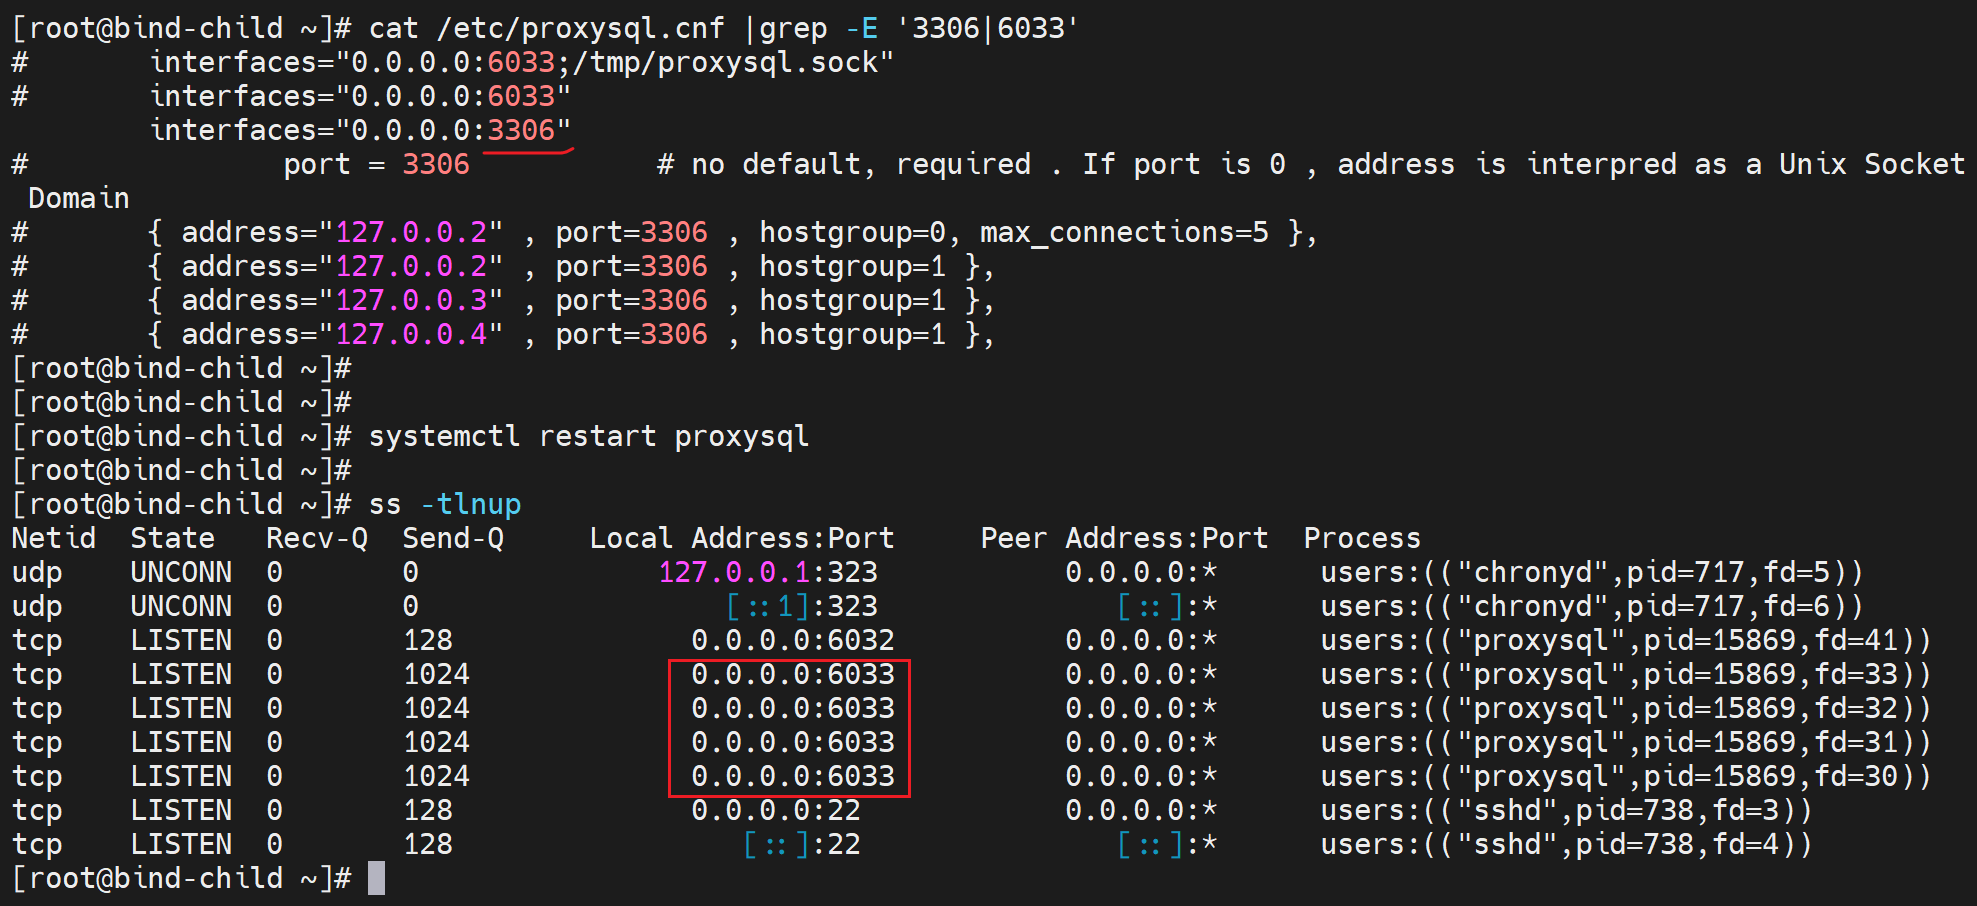 [root@bind-child ~]# cat /etc/proxysql.cnf |grep -E '3306|6033'
#       interfaces="0.0.0.0:6033;/tmp/proxysql.sock"
#       interfaces="0.0.0.0:6033"
        interfaces="0.0.0.0:3306"
#               port = 3306           # no default, required . If port is 0 , address is interpred as a Unix Socket
 Domain
#       { address="127.0.0.2" , port=3306 , hostgroup=0, max_connections=5 },
#       { address="127.0.0.2" , port=3306 , hostgroup=1 },
#       { address="127.0.0.3" , port=3306 , hostgroup=1 },
#       { address="127.0.0.4" , port=3306 , hostgroup=1 },
[root@bind-child ~]#
[root@bind-child ~]#
[root@bind-child ~]# systemctl restart proxysql
[root@bind-child ~]#
[root@bind-child ~]# ss -tlnup
Netid  State   Recv-Q  Send-Q     Local Address:Port     Peer Address:Port  Process
udp    UNCONN  0       0              127.0.0.1:323           0.0.0.0:*      users:(("chronyd",pid=717,fd=5))
udp    UNCONN  0       0                  [::1]:323              [::]:*      users:(("chronyd",pid=717,fd=6))
tcp    LISTEN  0       128              0.0.0.0:6032          0.0.0.0:*      users:(("proxysql",pid=15869,fd=41))
tcp    LISTEN  0       1024             0.0.0.0:6033          0.0.0.0:*      users:(("proxysql",pid=15869,fd=33))
tcp    LISTEN  0       1024             0.0.0.0:6033          0.0.0.0:*      users:(("proxysql",pid=15869,fd=32))
tcp    LISTEN  0       1024             0.0.0.0:6033          0.0.0.0:*      users:(("proxysql",pid=15869,fd=31))
tcp    LISTEN  0       1024             0.0.0.0:6033          0.0.0.0:*      users:(("proxysql",pid=15869,fd=30))
tcp    LISTEN  0       128              0.0.0.0:22            0.0.0.0:*      users:(("sshd",pid=738,fd=3))
tcp    LISTEN  0       128                 [::]:22               [::]:*      users:(("sshd",pid=738,fd=4))
[root@bind-child ~]#